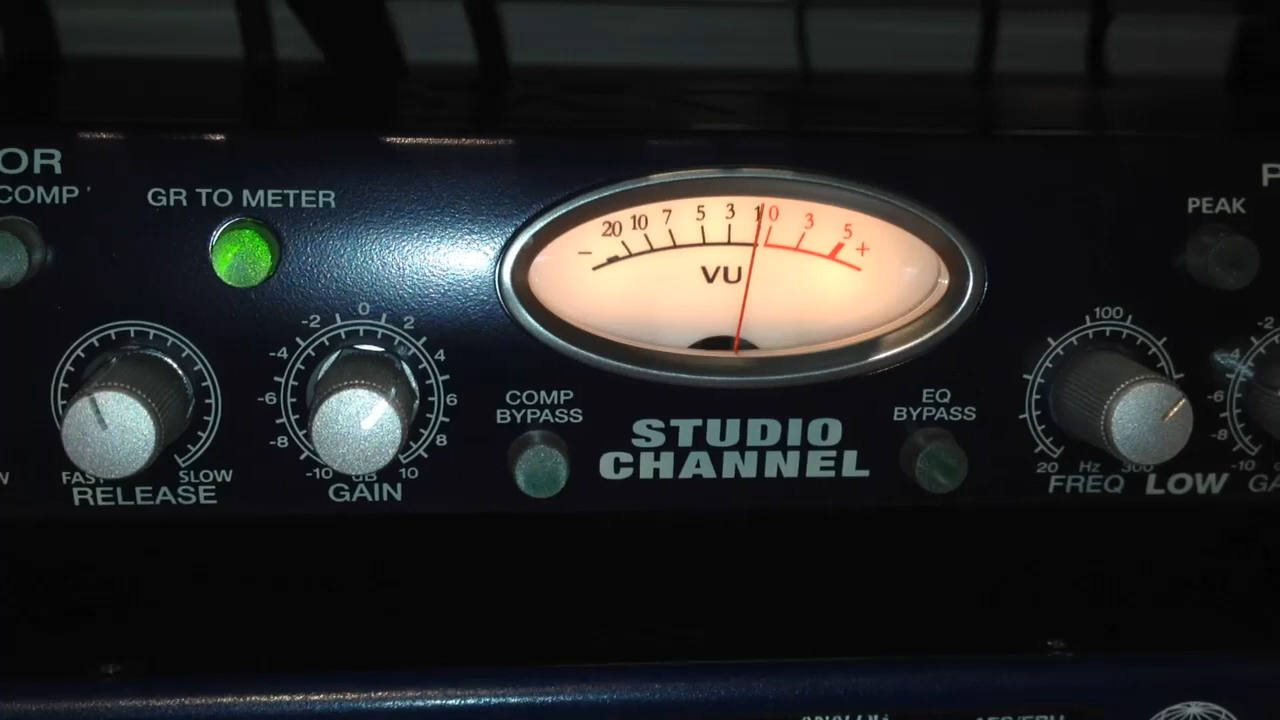 OR
COMP
GR TO METER
PEAK
- 20 10 7 5 3 1 0 3 5 +
VU
-10 -8 -6 -4 -2 0 2 4 6 8 10
dB
GAIN
FAST SLOW
RELEASE
COMP
BYPASS
STUDIO
CHANNEL
EQ
BYPASS
100
20 Hz 300
FREQ LOW
-2
-4
-6
-8
-10